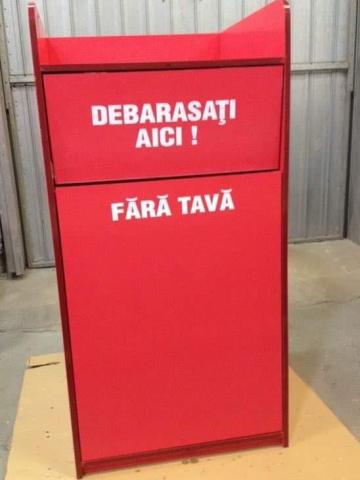 DEBARASAŢI
AICI !
FĂRĂ TAVĂ